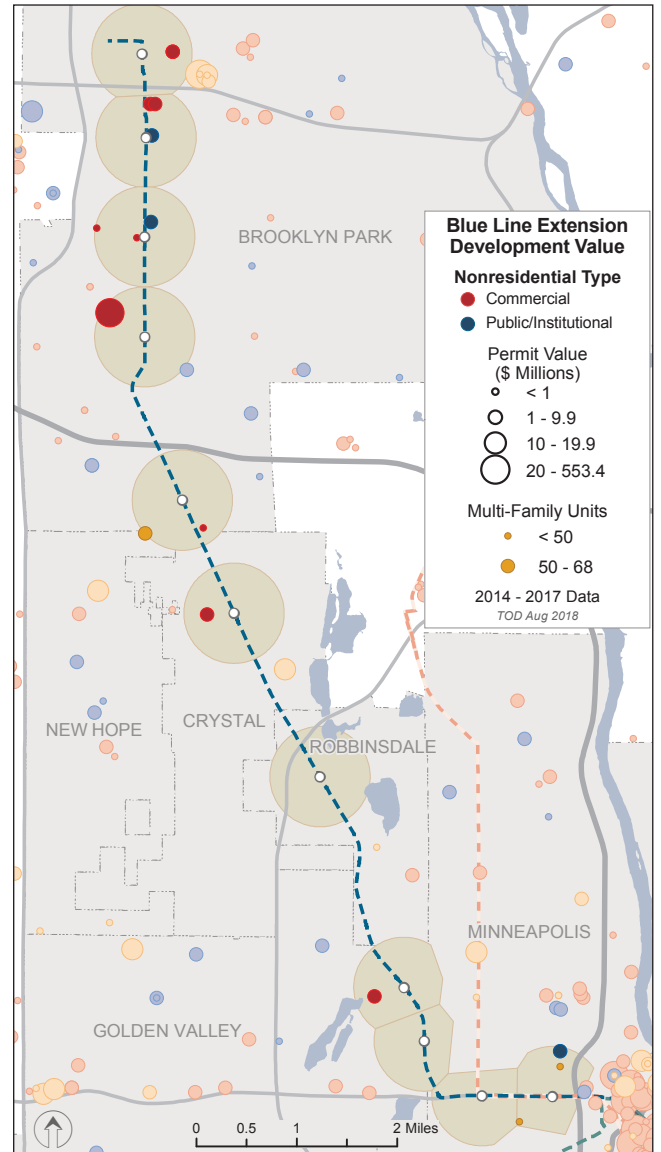 BROOKLYN PARK
Blue Line Extension
Development Value
Nonresidential Type
Commercial
Public/Institutional
Permit Value
($ Millions)
< 1
1 - 9.9
10 - 19.9
20 - 553.4
Multi-Family Units
< 50
50 - 68
2014 - 2017 Data
TOD Aug 2018
NEW HOPE
CRYSTAL
ROBBINSDALE
MINNEAPOLIS
GOLDEN VALLEY
0 0.5 1 2 Miles